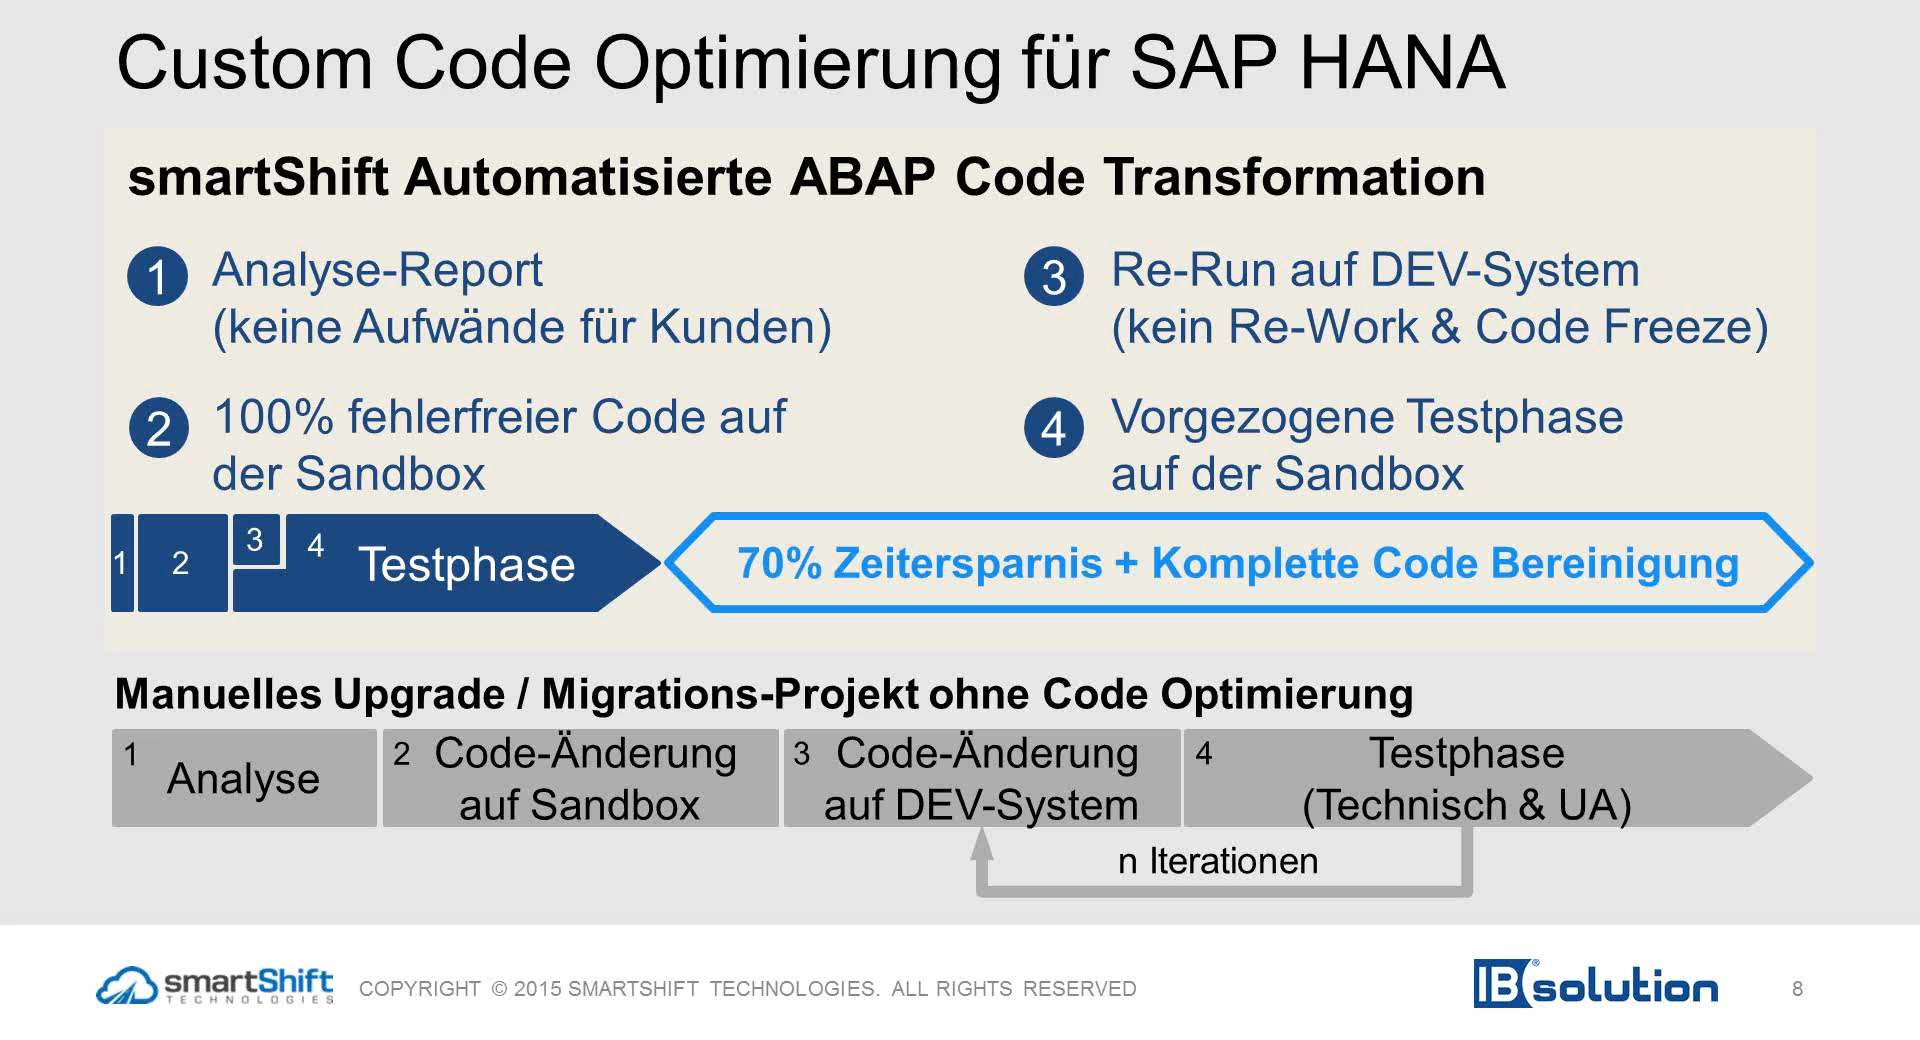 Custom Code Optimierung für SAP HANA
smartShift Automatisierte ABAP Code Transformation
1 Analyse-Report
(keine Aufwände für Kunden)
2 100% fehlerfreier Code auf
der Sandbox
3 Re-Run auf DEV-System
(kein Re-Work & Code Freeze)
4 Vorgezogene Testphase
auf der Sandbox
1 2 3 4 Testphase
70% Zeitersparnis + Komplette Code Bereinigung
Manuelles Upgrade / Migrations-Projekt ohne Code Optimierung
1 Analyse
2 Code-Änderung
auf Sandbox
3 Code-Änderung
auf DEV-System
4 Testphase
(Technisch & UA)
n Iterationen
smartShift
TECHNOLOGIES
COPYRIGHT © 2015 SMARTSHIFT TECHNOLOGIES. ALL RIGHTS RESERVED
IBsolution®
8